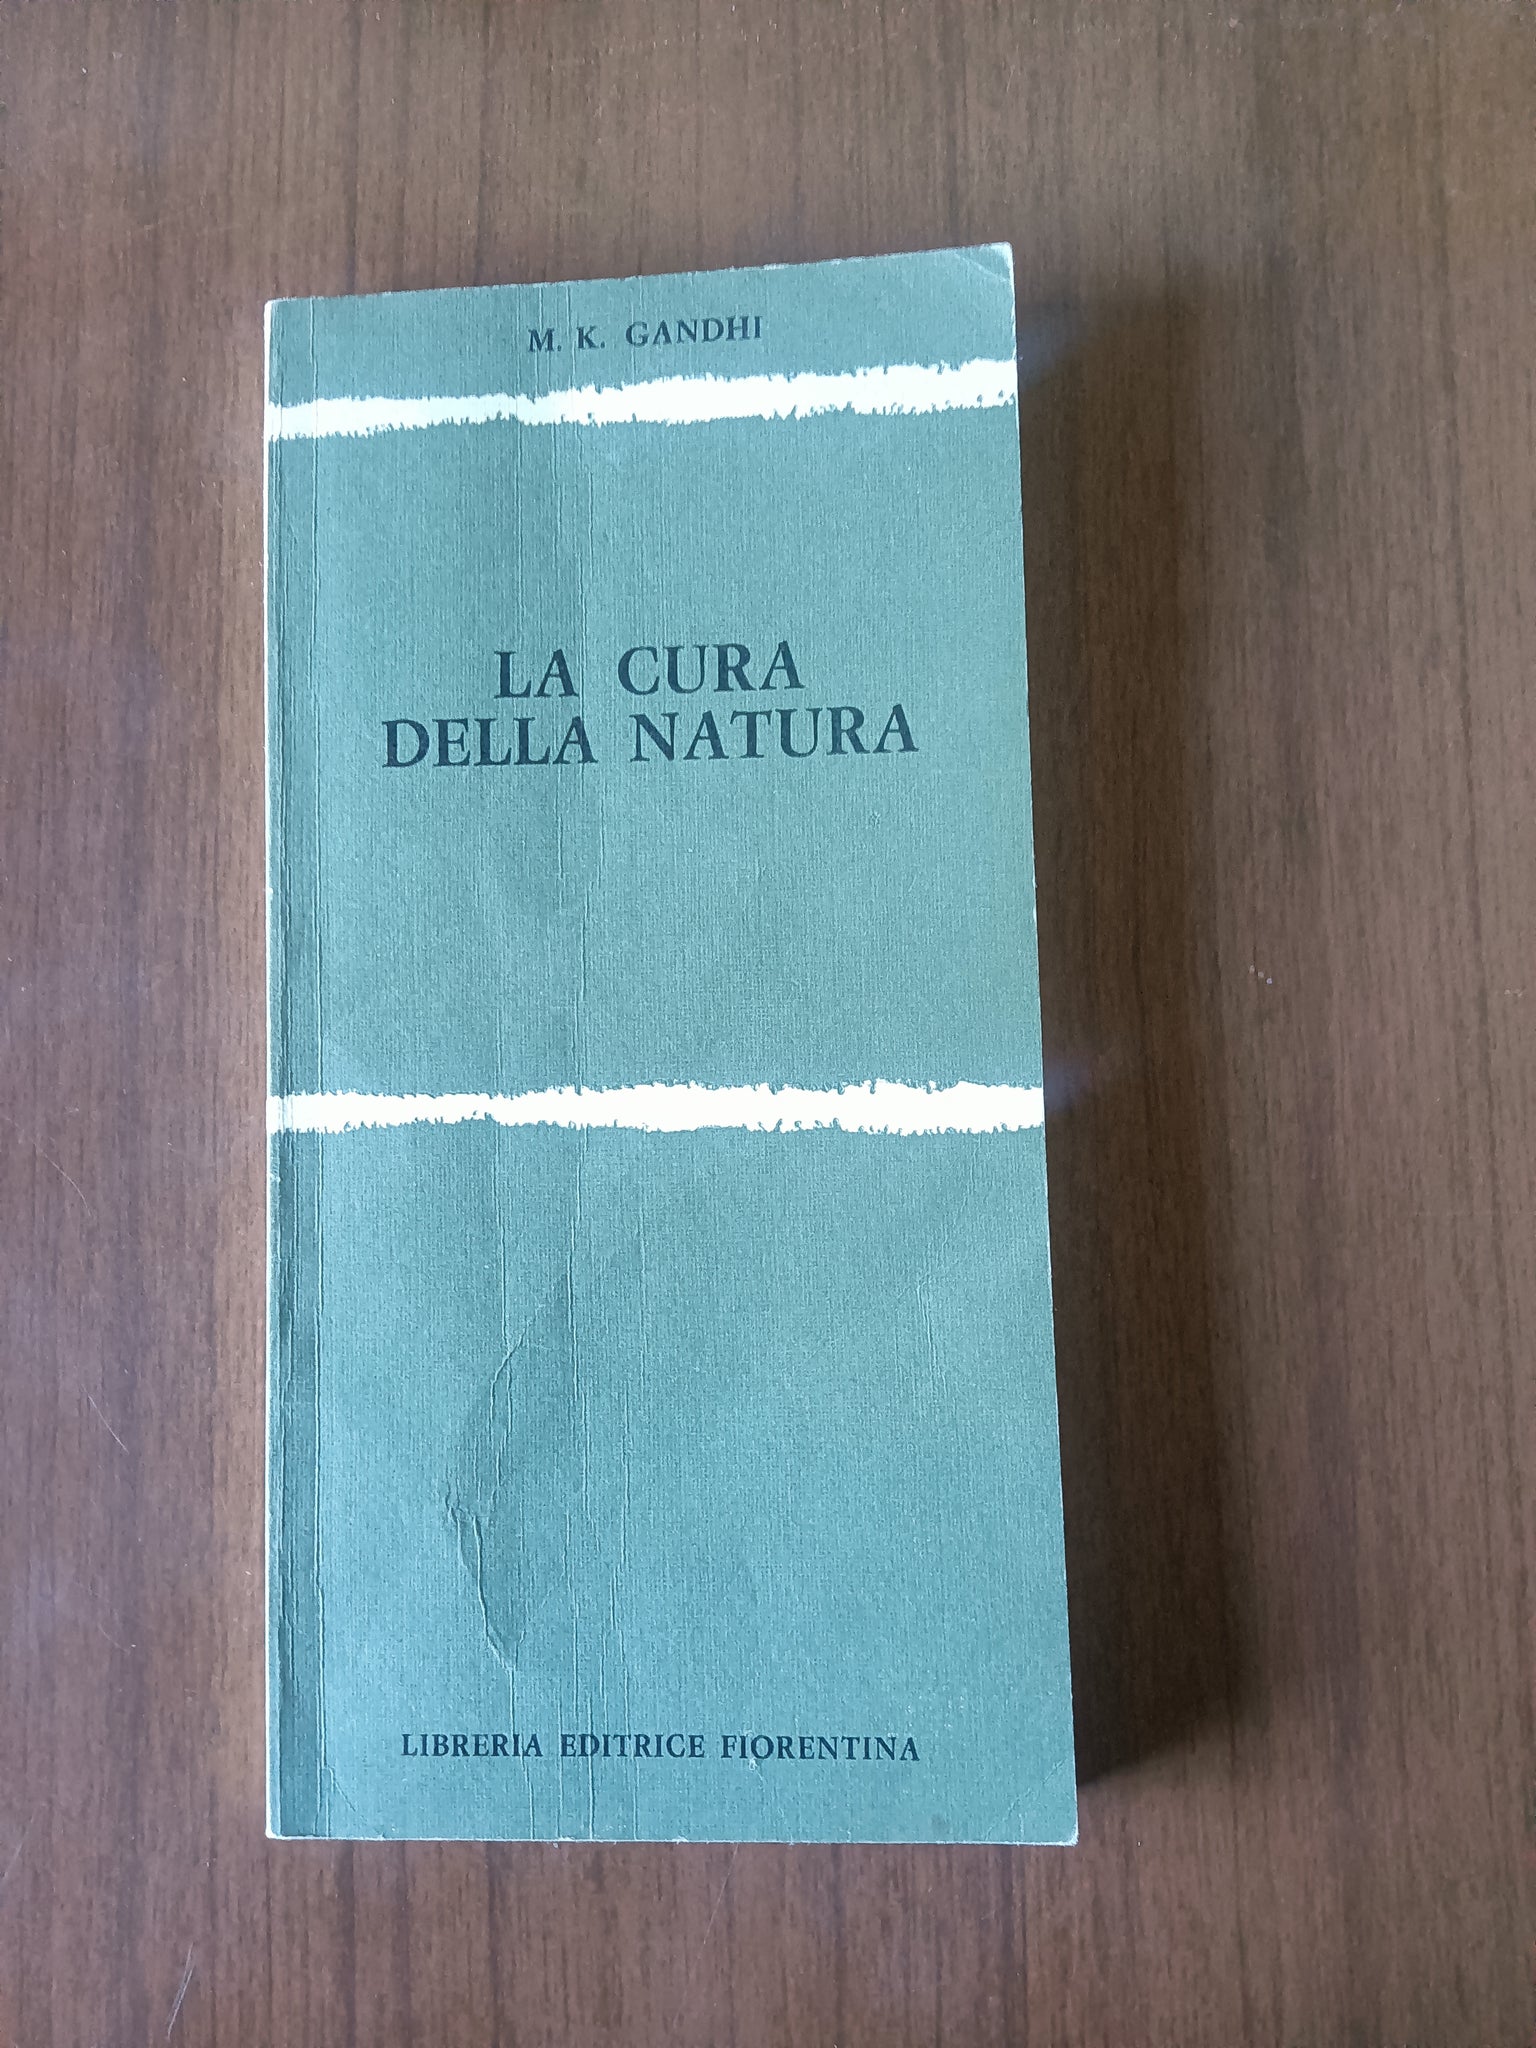 M. K. GANDHI
LA CURA
DELLA NATURA
LIBRERIA EDITRICE FIORENTINA